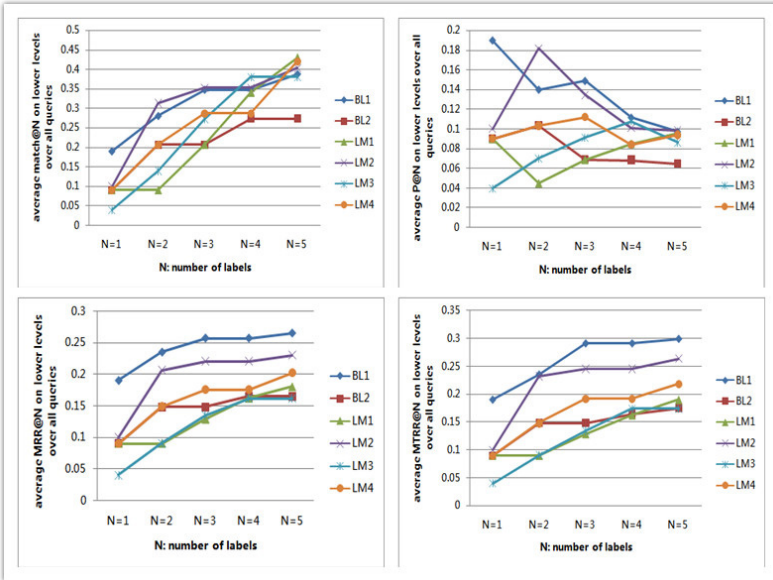 average match@N on lower levels
over all queries
0.5
0.45
0.4
0.35
0.3
0.25
0.2
0.15
0.1
0.05
0
N=1 N=2 N=3 N=4 N=5
N: number of labels
BL1
BL2
LM1
LM2
LM3
LM4
average P@N on lower levels over all
queries
0.2
0.18
0.16
0.14
0.12
0.1
0.08
0.06
0.04
0.02
0
N=1 N=2 N=3 N=4 N=5
N: number of labels
BL1
BL2
LM1
LM2
LM3
LM4
average MRR@N on lower levels
over all queries
0.3
0.25
0.2
0.15
0.1
0.05
0
N=1 N=2 N=3 N=4 N=5
N: number of labels
BL1
BL2
LM1
LM2
LM3
LM4
average MTRR@N on lower levels
over all queries
0.35
0.3
0.25
0.2
0.15
0.1
0.05
0
N=1 N=2 N=3 N=4 N=5
N: number of labels
BL1
BL2
LM1
LM2
LM3
LM4